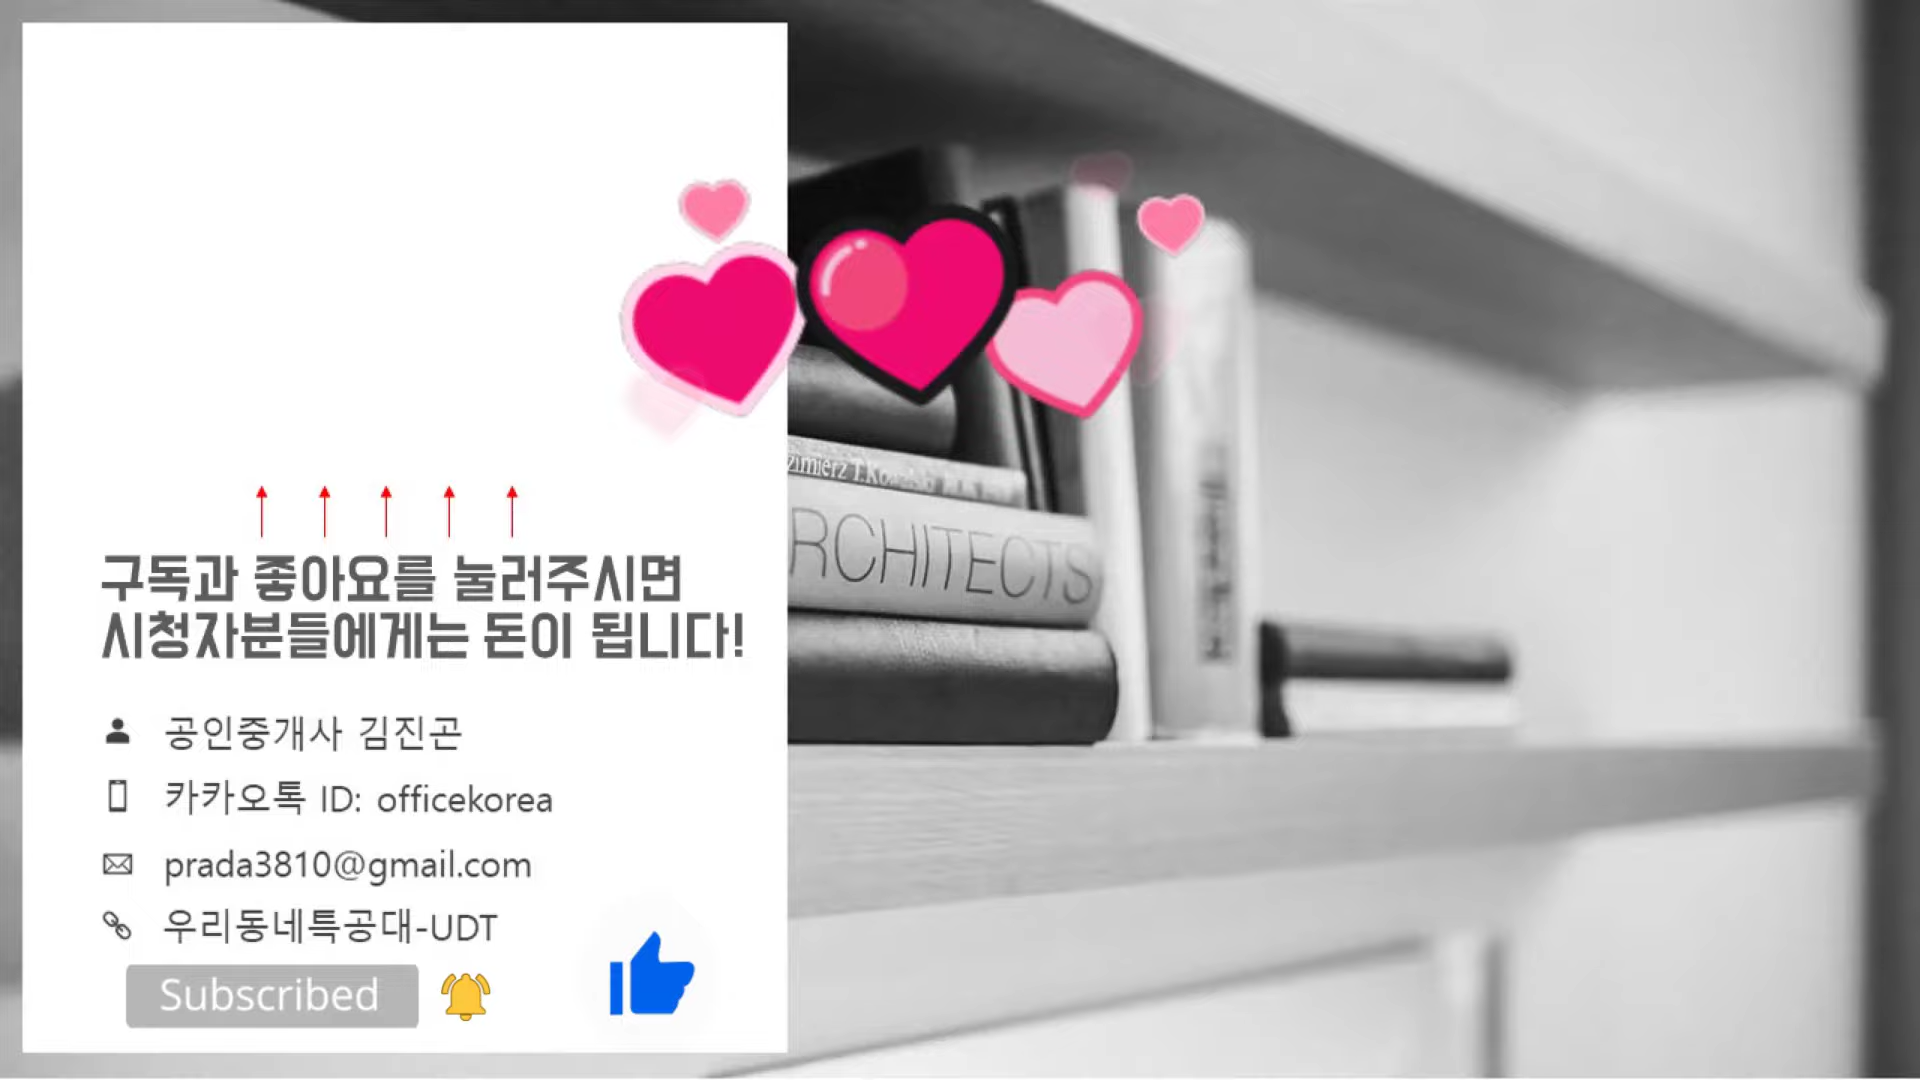 구독과 좋아요를 눌러주시면
시청자분들에게는 돈이 됩니다!
공인중개사 김진곤
카카오톡 ID: officekorea
prada3810@gmail.com
우리동네특공대-UDT
Subscribed
zimierz T.Kowalski
RCHITECTS